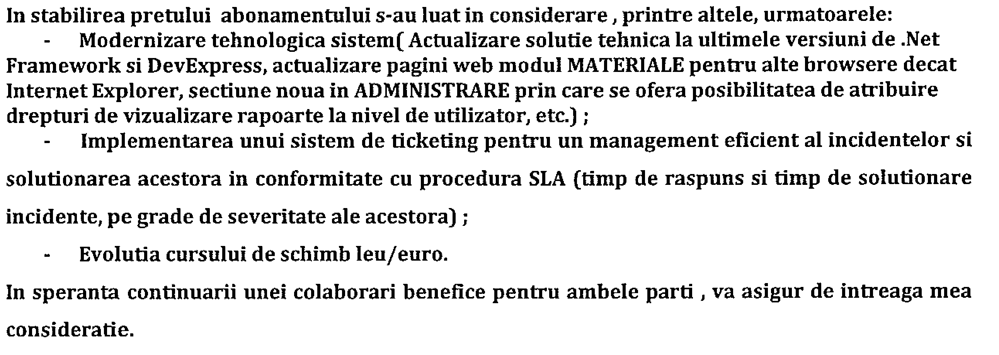 In stabilirea pretului  abonamentului s-au luat in considerare , printre altele, urmatoarele:
- Modernizare tehnologica sistem( Actualizare solutie tehnica la ultimele versiuni de .Net
Framework si DevExpress, actualizare pagini web modul MATERIALE pentru alte browsere decat
Internet Explorer, sectiune noua in ADMINISTRARE prin care se ofera posibilitatea de atribuire
drepturi de vizualizare rapoarte la nivel de utilizator, etc.) ;
- Implementarea unui sistem de ticketing pentru un management eficient al incidentelor si
solutionarea acestora in conformitate cu procedura SLA (timp de raspuns si timp de solutionare
incidente, pe grade de severitate ale acestora) ;
- Evolutia cursului de schimb leu/euro.
In speranta continuarii unei colaborari benefice pentru ambele parti , va asigur de intreaga mea
consideratie.